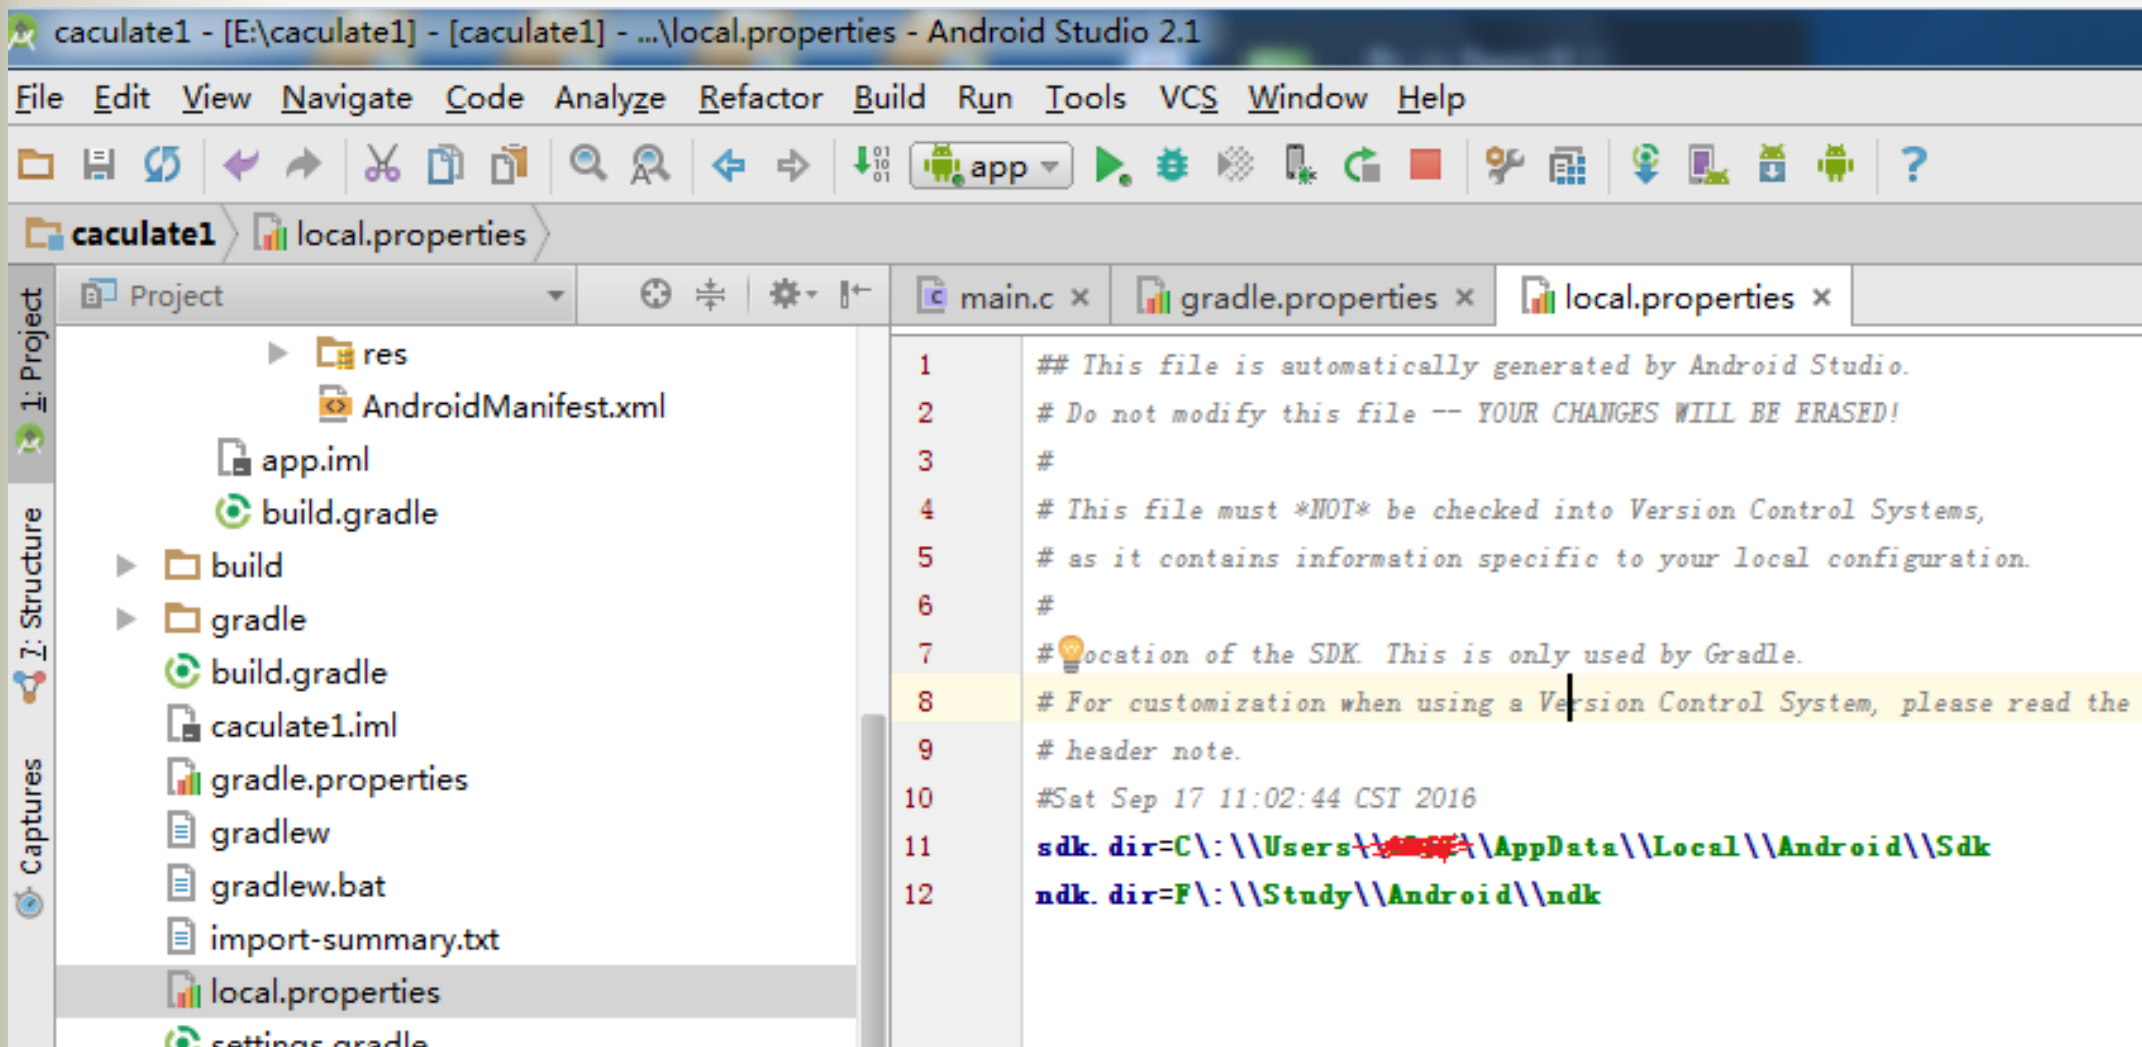 caculate1 - [E:\caculate1] - [caculate1] - ...\local.properties - Android Studio 2.1
File Edit View Navigate Code Analyze Refactor Build Run Tools VCS Window Help
app
caculate1 local.properties
1: Project
7: Structure
Captures
Project
res
AndroidManifest.xml
app.iml
build.gradle
build
gradle
build.gradle
caculate1.iml
gradle.properties
gradlew
gradlew.bat
import-summary.txt
local.properties
settings.gradle
main.c gradle.properties local.properties
1 ## This file is automatically generated by Android Studio.
2 # Do not modify this file -- YOUR CHANGES WILL BE ERASED!
3 #
4 # This file must *NOT* be checked into Version Control Systems,
5 # as it contains information specific to your local configuration.
6 #
7 # ocation of the SDK. This is only used by Gradle.
8 # For customization when using a Version Control System, please read the
9 # header note.
10 #Sat Sep 17 11:02:44 CST 2016
11 sdk.dir=C\:\\Users\\ \\AppData\\Local\\Android\\Sdk
12 ndk.dir=F\:\\Study\\Android\\ndk